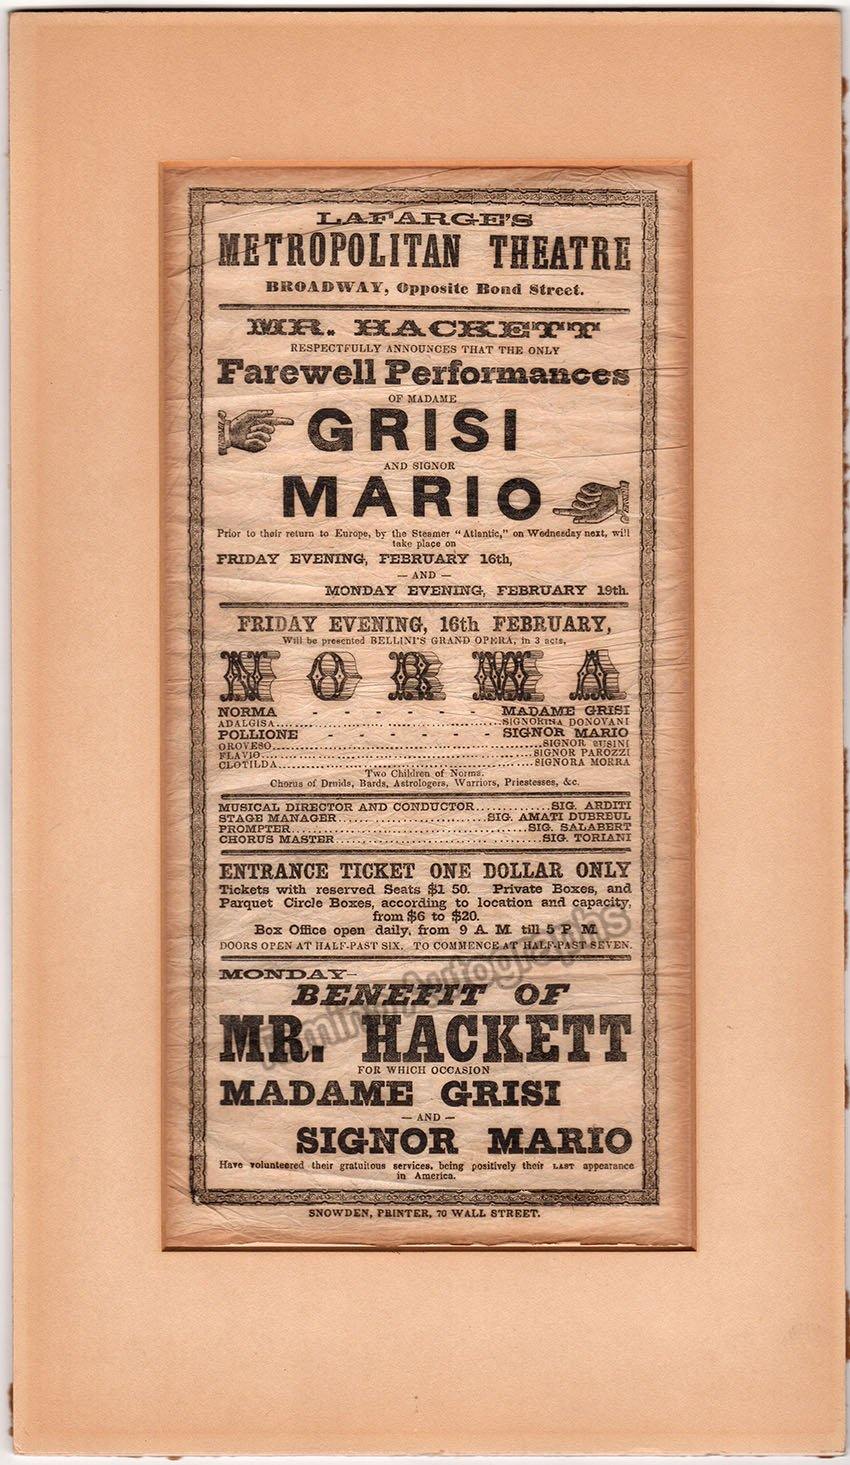 LAFARGE'S
METROPOLITAN THEATRE
BROADWAY, Opposite Bond Street.
MR. HACKETT
RESPECTFULLY ANNOUNCES THAT THE ONLY
Farewell Performances
OF MADAME
GRISI
AND SIGNOR
MARIO
Prior to their return to Europe, by the Steamer "Atlantic," on Wednesday next, will
take place on
FRIDAY EVENING, FEBRUARY 16th,
— AND —
MONDAY EVENING, FEBRUARY 19th.
FRIDAY EVENING, 16th FEBRUARY,
Will be presented BELLINI'S GRAND OPERA, in 3 acts,
NORMA
NORMA - - - - - - MADAME GRISI
ADALGISA........SIGNORINA DONOVANI
POLLIONE - - - - - - SIGNOR MARIO
OROVESO........SIGNOR SUSINI
FLAVIO........SIGNOR PAROZZI
CLOTILDA........SIGNORA MORRA
Two Children of Norma.
Chorus of Druids, Bards, Astrologers, Warriors, Priestesses, &c.
MUSICAL DIRECTOR AND CONDUCTOR........SIG. ARDITI
STAGE MANAGER........SIG. AMATI DUBREUL
PROMPTER........SIG. SALABERT
CHORUS MASTER........SIG. TORIANI
ENTRANCE TICKET ONE DOLLAR ONLY
Tickets with reserved Seats $1 50. Private Boxes, and
Parquet Circle Boxes, according to location and capacity,
from $6 to $20.
Box Office open daily, from 9 A. M. till 5 P. M.
DOORS OPEN AT HALF-PAST SIX. TO COMMENCE AT HALF-PAST SEVEN.
MONDAY—
BENEFIT OF
MR. HACKETT
FOR WHICH OCCASION
MADAME GRISI
— AND —
SIGNOR MARIO
Have volunteered their gratuitous services, being positively their LAST appearance
in America.
SNOWDEN, PRINTER, 70 WALL STREET.
Tamino Autographs